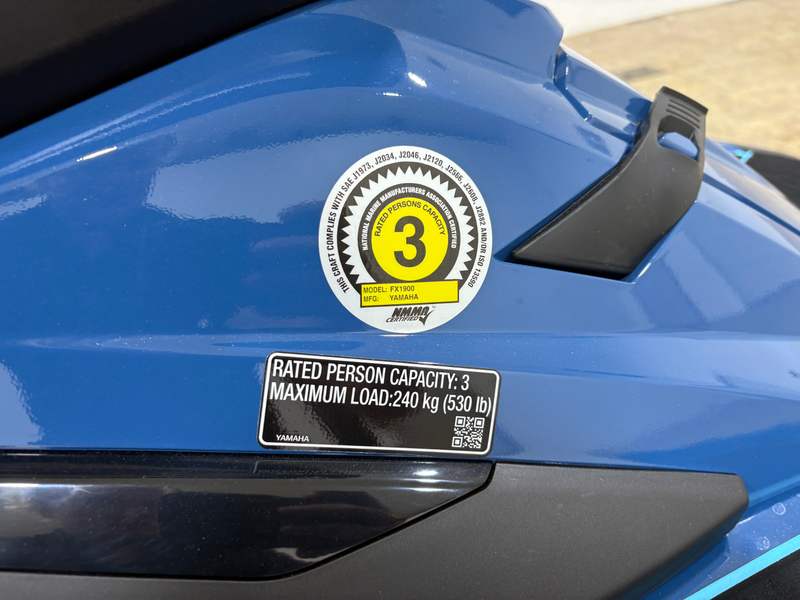 THIS CRAFT COMPLIES WITH SAE J1973, J2034, J2046, J2120, J2566, J2608, J2882 AND/OR ISO 13590
NATIONAL MARINE MANUFACTURERS ASSOCIATION CERTIFIED
RATED PERSONS CAPACITY
3
MODEL: FX1900
MFG: YAMAHA
NMMA
CERTIFIED
RATED PERSON CAPACITY: 3
MAXIMUM LOAD:240 kg (530 lb)
YAMAHA